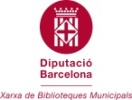 Diputació
Barcelona
Xarxa de Biblioteques Municipals